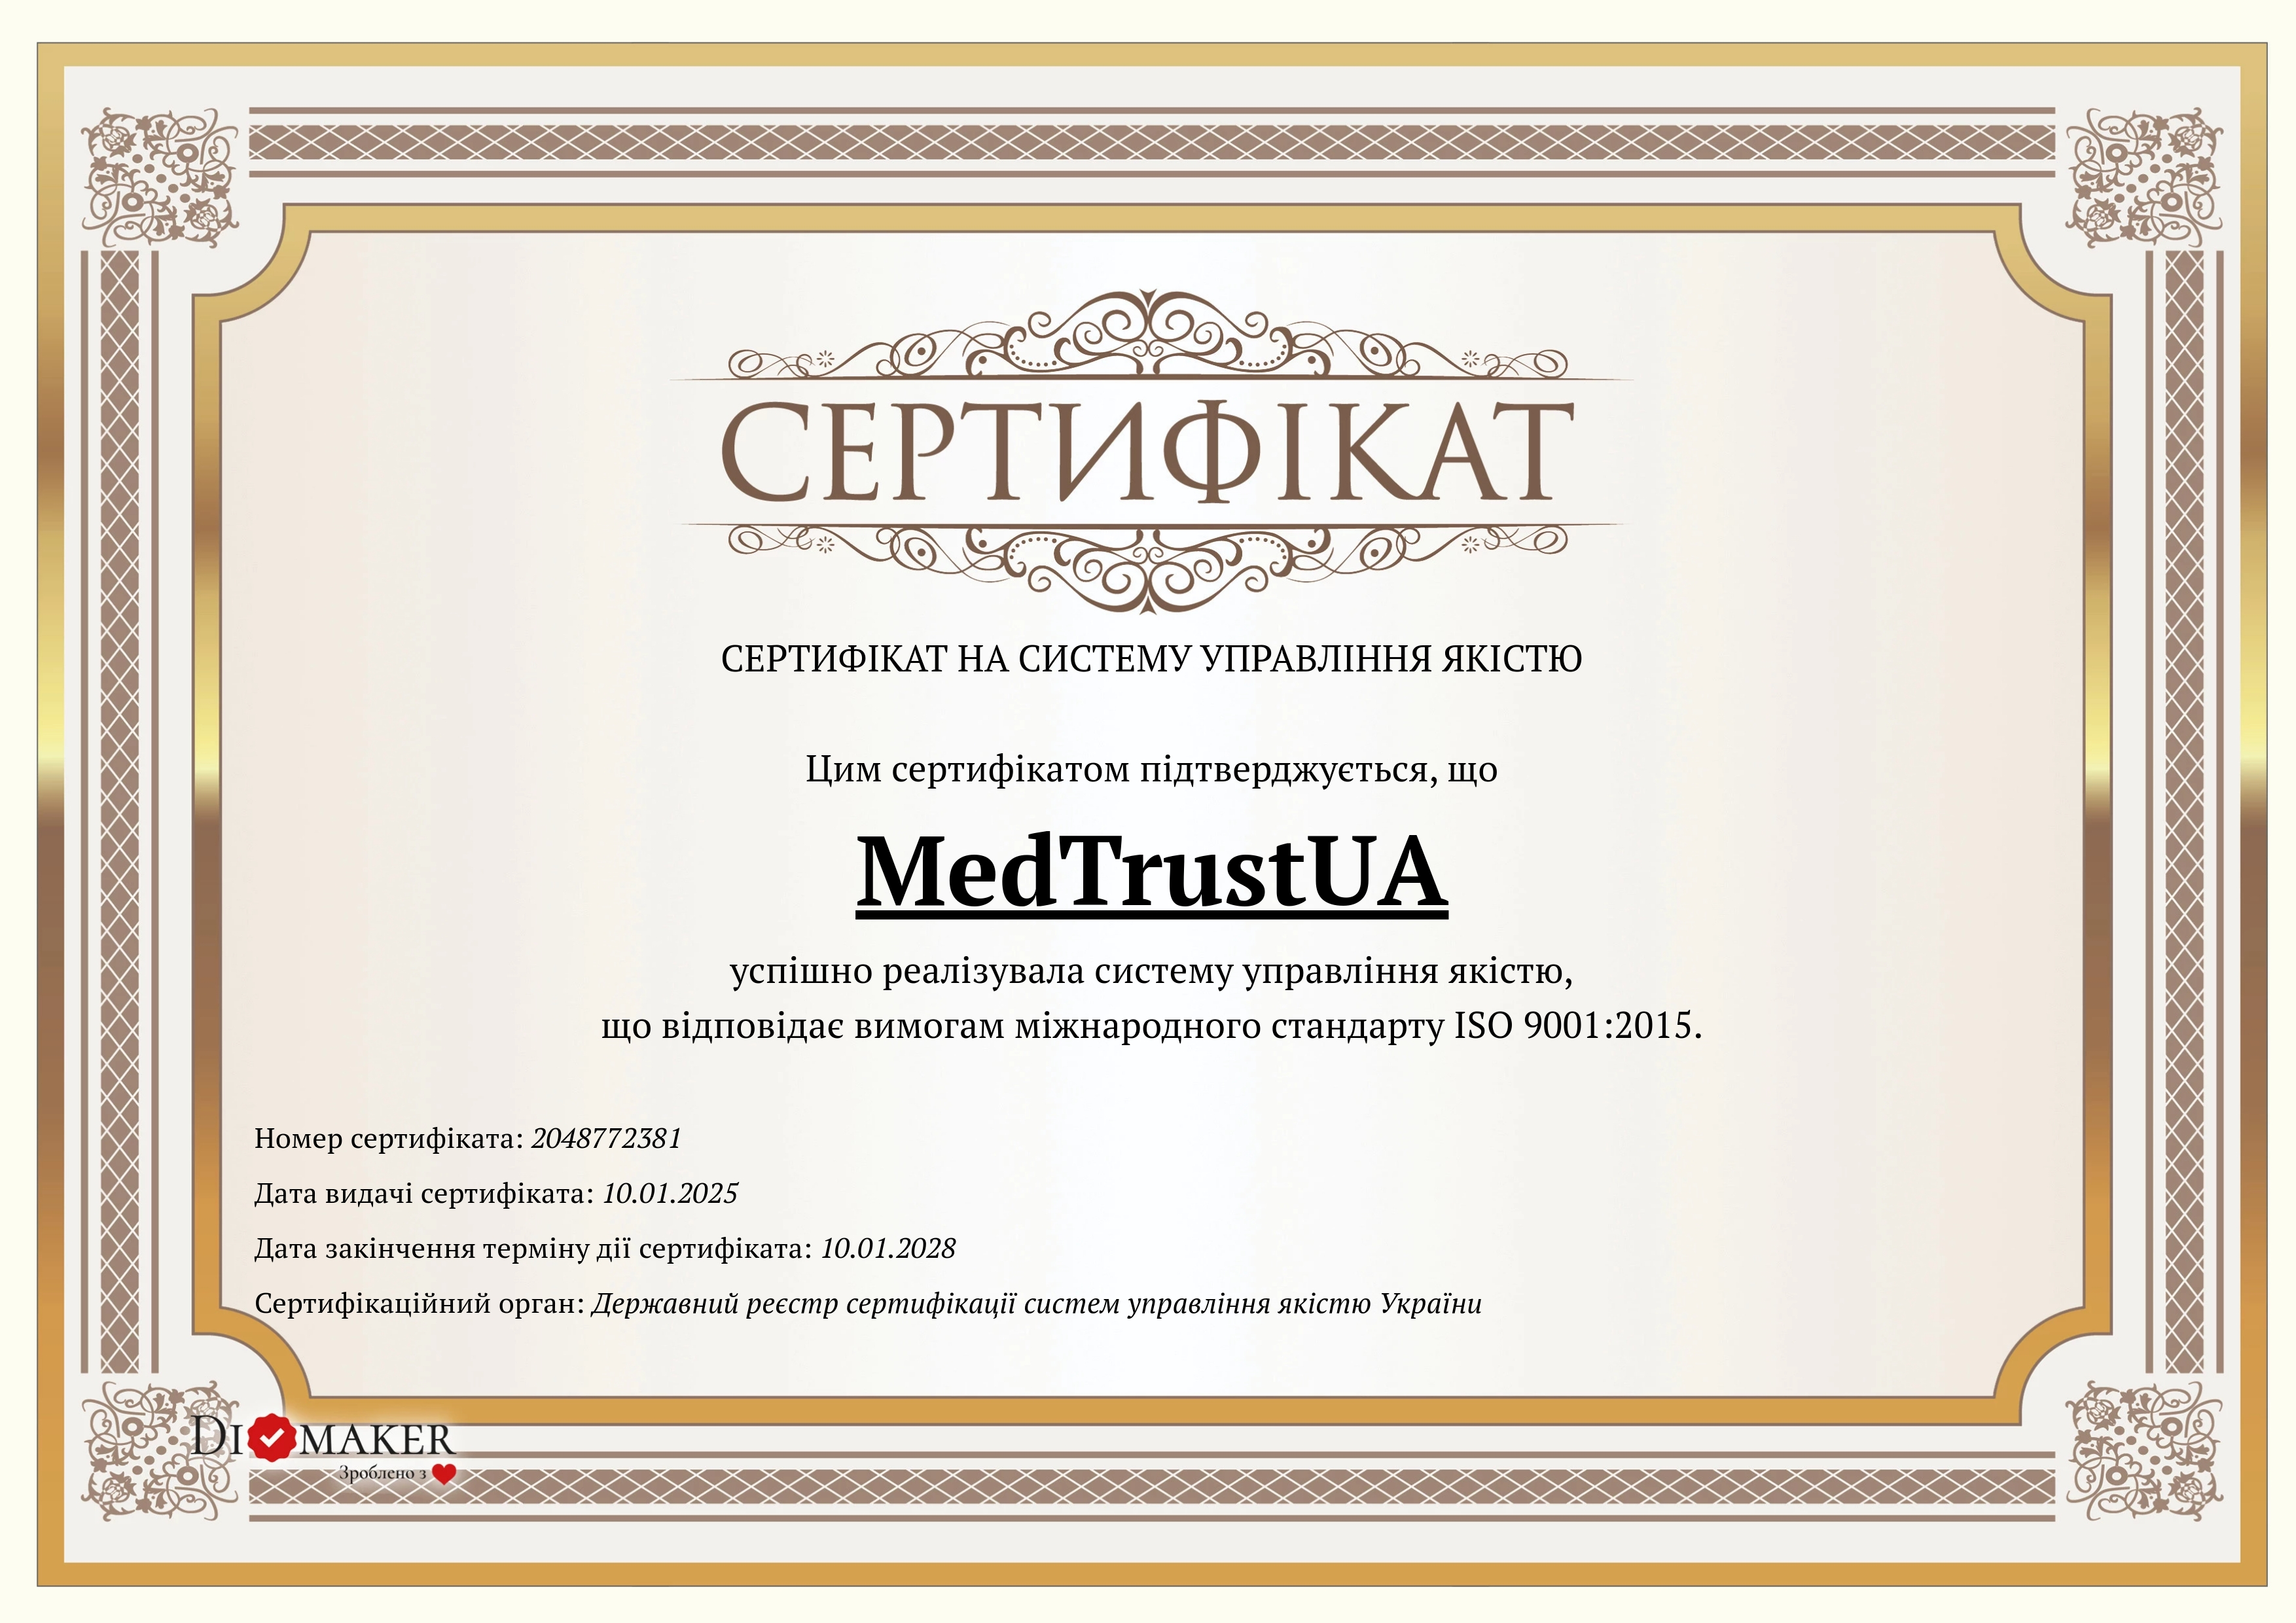 СЕРТИФІКАТ
СЕРТИФІКАТ НА СИСТЕМУ УПРАВЛІННЯ ЯКІСТЮ
Цим сертифікатом підтверджується, що
MedTrustUA
успішно реалізувала систему управління якістю,
що відповідає вимогам міжнародного стандарту ISO 9001:2015.
Номер сертифіката: 2048772381
Дата видачі сертифіката: 10.01.2025
Дата закінчення терміну дії сертифіката: 10.01.2028
Сертифікаційний орган: Державний реєстр сертифікації систем управління якістю України
DI MAKER
Зроблено з